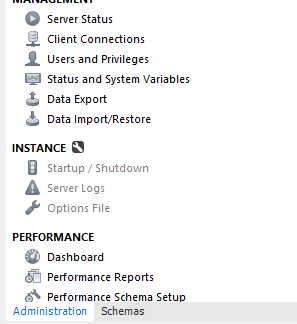 MANAGEMENT
Server Status
Client Connections
Users and Privileges
Status and System Variables
Data Export
Data Import/Restore
INSTANCE
Startup / Shutdown
Server Logs
Options File
PERFORMANCE
Dashboard
Performance Reports
Performance Schema Setup
Administration Schemas